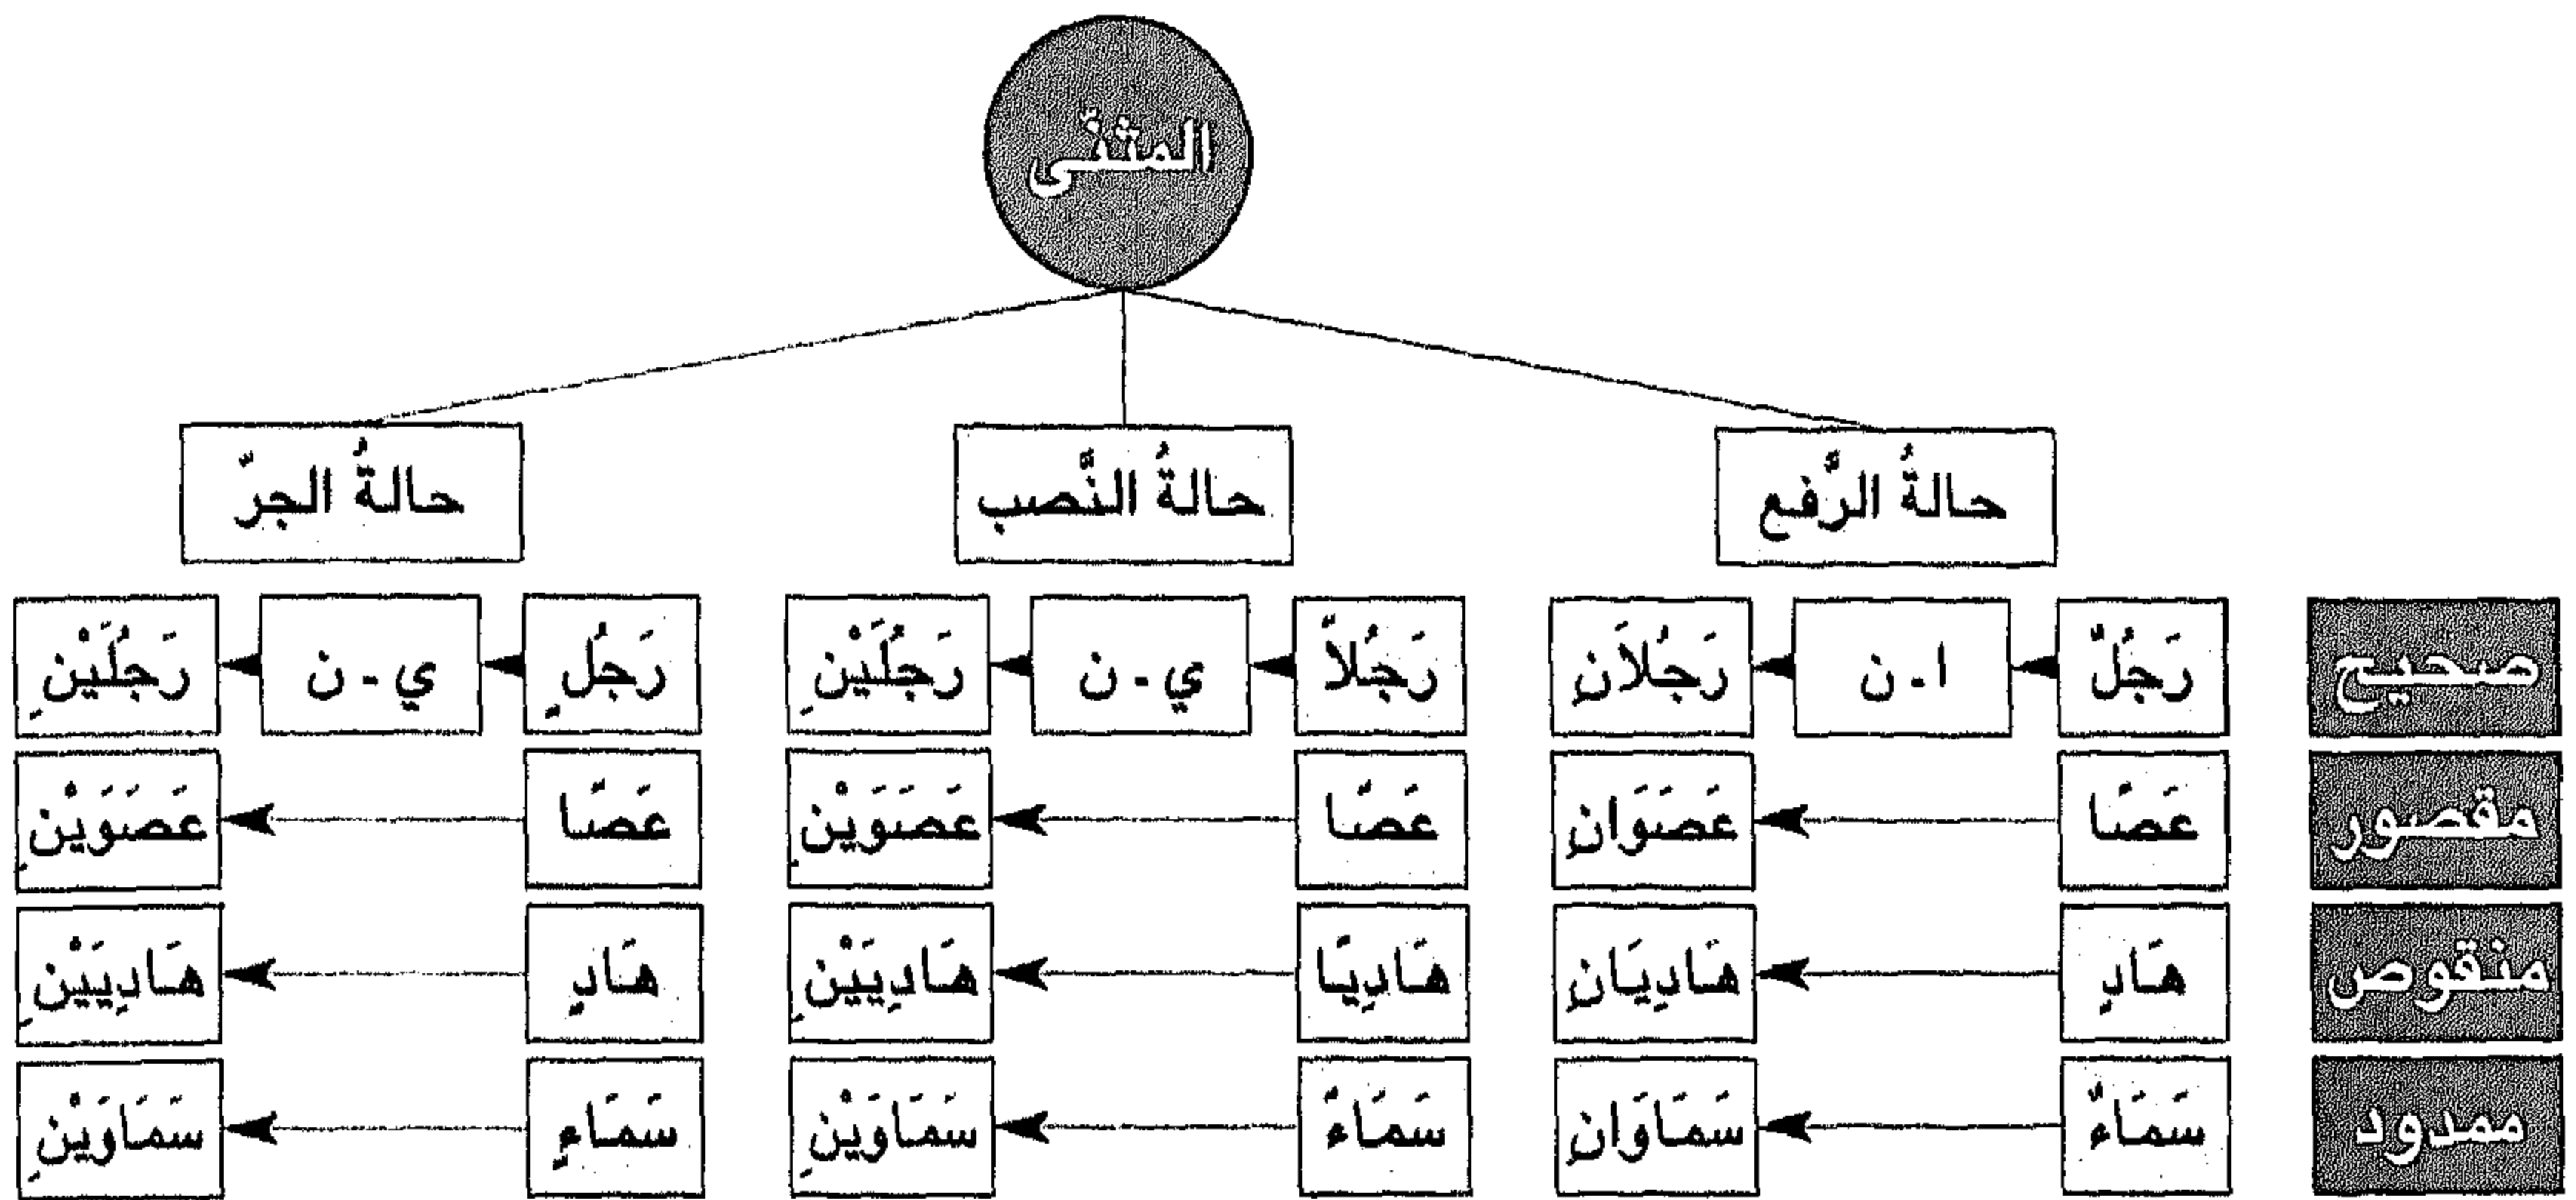 المثنّى
حالةُ الرَّفع حالةُ النَّصب حالةُ الجرّ
صحيح رَجُلٌ ا - ن رَجُلاَنِ رَجُلاً ي - ن رَجُلَيْنِ رَجُلٍ ي - ن رَجُلَيْنِ
مقصور عَصًا عَصَوَانِ عَصًا عَصَوَيْنِ عَصًا عَصَوَيْنِ
منقوص هَادٍ هَادِيَانِ هَادِيًا هَادِيَيْنِ هَادٍ هَادِيَيْنِ
ممدود سَمَاءٌ سَمَاوَانِ سَمَاءً سَمَاوَيْنِ سَمَاءٍ سَمَاوَيْنِ